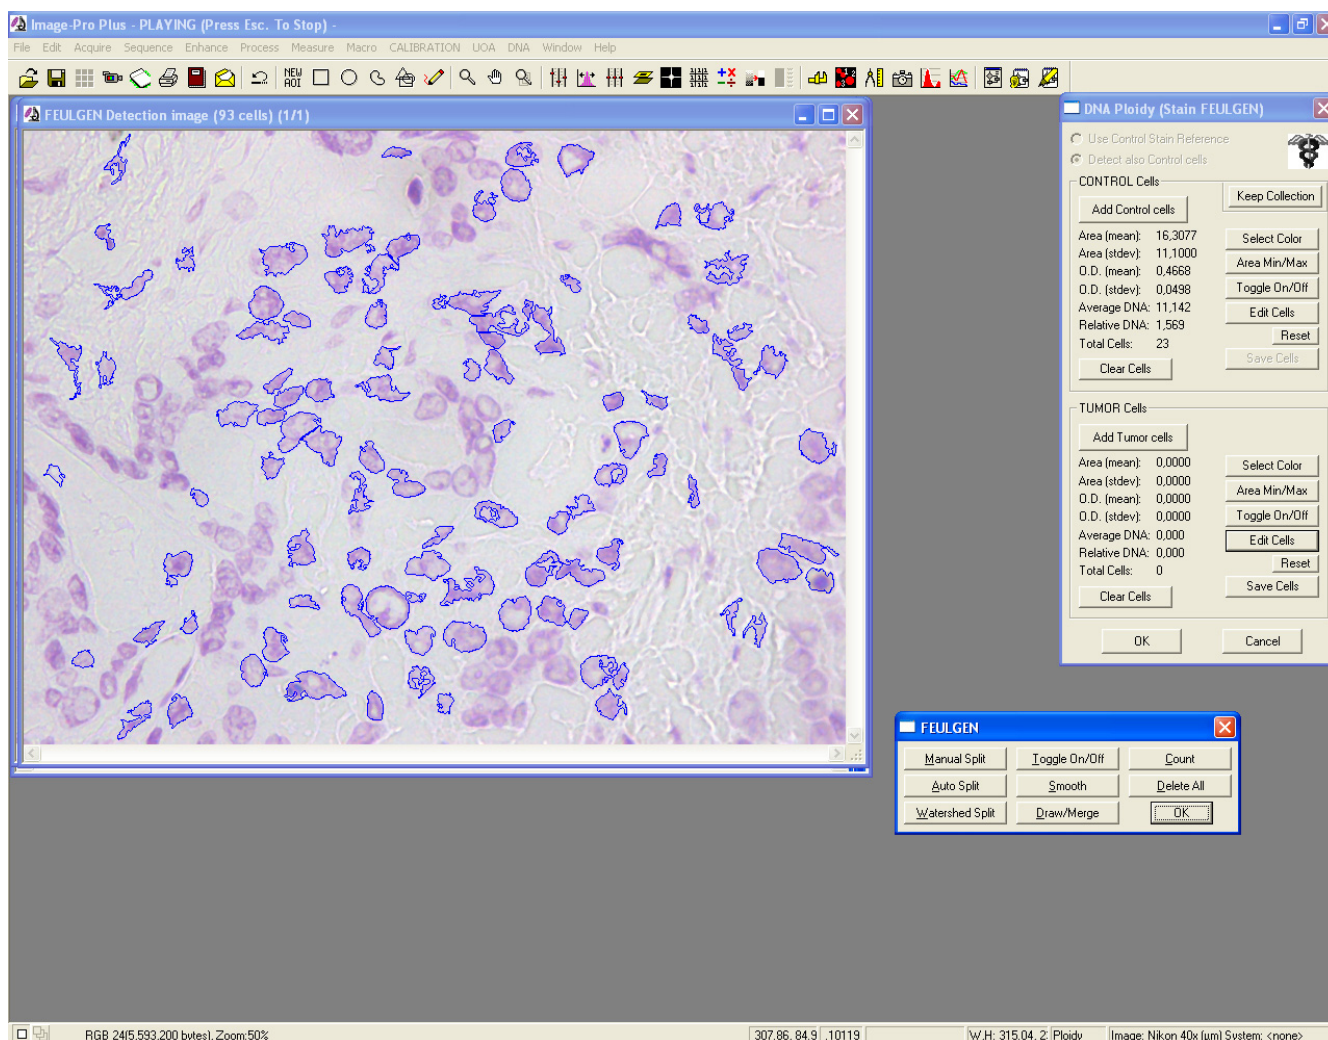 Image-Pro Plus - PLAYING (Press Esc. To Stop) -
File Edit Acquire Sequence Enhance Process Measure Macro CALIBRATION UOA DNA Window Help
NEW AOI
FEULGEN Detection image (93 cells) (1/1)
DNA Ploidy (Stain FEULGEN)
Use Control Stain Reference
Detect also Control cells
CONTROL Cells
Keep Collection
Add Control cells
Area (mean): 16,3077
Select Color
Area (stdev): 11,1000
Area Min/Max
O.D. (mean): 0,4668
Toggle On/Off
O.D. (stdev): 0,0498
Average DNA: 11,142
Edit Cells
Relative DNA: 1,569
Reset
Total Cells: 23
Save Cells
Clear Cells
TUMOR Cells
Add Tumor cells
Area (mean): 0,0000
Select Color
Area (stdev): 0,0000
Area Min/Max
O.D. (mean): 0,0000
Toggle On/Off
O.D. (stdev): 0,0000
Average DNA: 0,000
Edit Cells
Relative DNA: 0,000
Reset
Total Cells: 0
Save Cells
Clear Cells
OK Cancel
FEULGEN
Manual Split Toggle On/Off Count
Auto Split Smooth Delete All
Watershed Split Draw/Merge OK
RGB 24(5,593,200 bytes), Zoom:50% 307.86, 84.9 .10119 W,H: 315.04, 2 Ploidy Image: Nikon 40x (µm) System: <none>